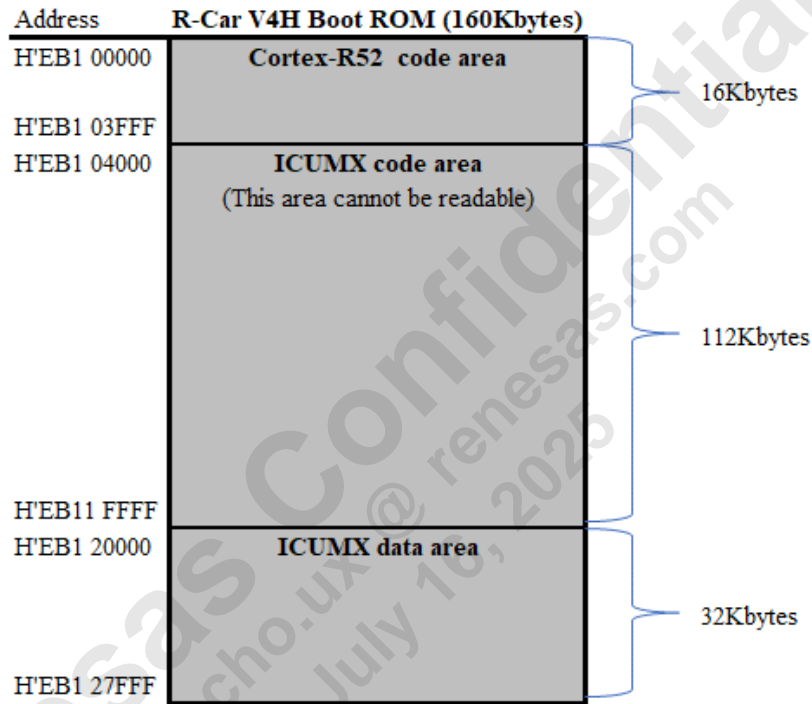 Address R-Car V4H Boot ROM (160Kbytes)
H'EB1 00000 Cortex-R52 code area
16Kbytes
H'EB1 03FFF
H'EB1 04000 ICUMX code area
(This area cannot be readable)
112Kbytes
H'EB11 FFFF
H'EB1 20000 ICUMX data area
32Kbytes
H'EB1 27FFF
esas Confidential
cho.ux @ renesas.com
July 16, 2025